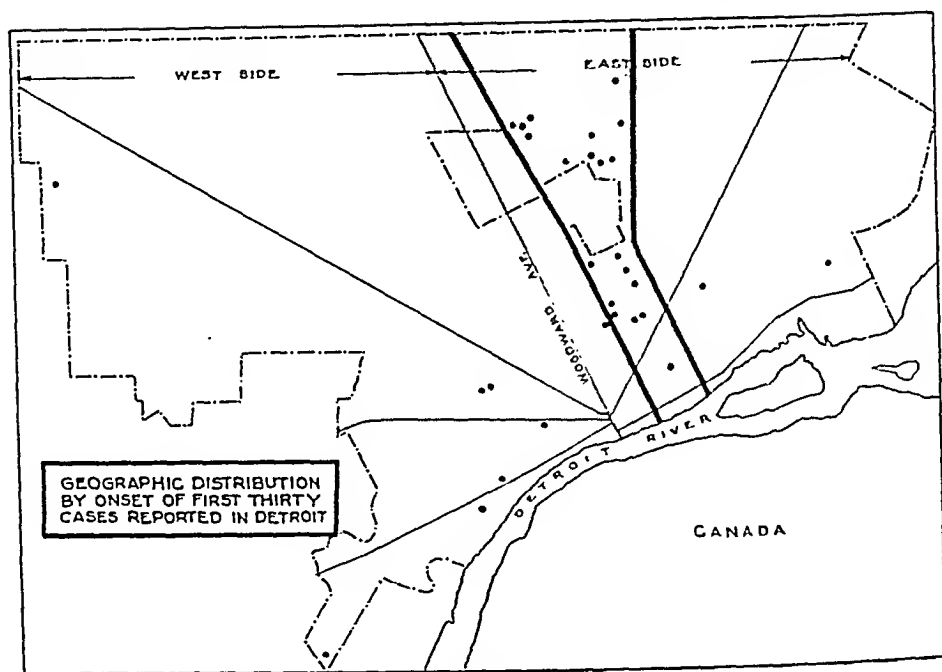 WEST SIDE
EAST SIDE
WOODWARD AVE.
DETROIT RIVER
GEOGRAPHIC DISTRIBUTION
BY ONSET OF FIRST THIRTY
CASES REPORTED IN DETROIT
CANADA